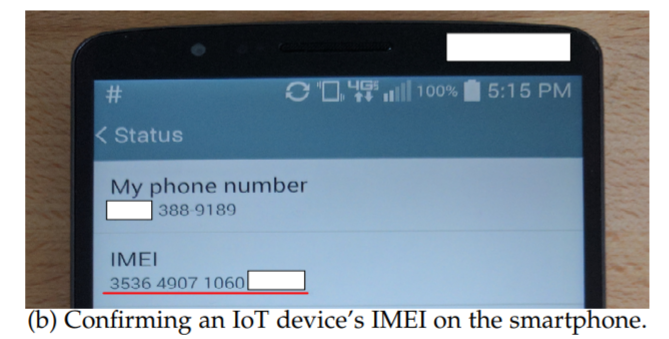 #
4G 100% 5:15 PM
< Status
My phone number
388-9189
IMEI
3536 4907 1060
(b) Confirming an IoT device's IMEI on the smartphone.